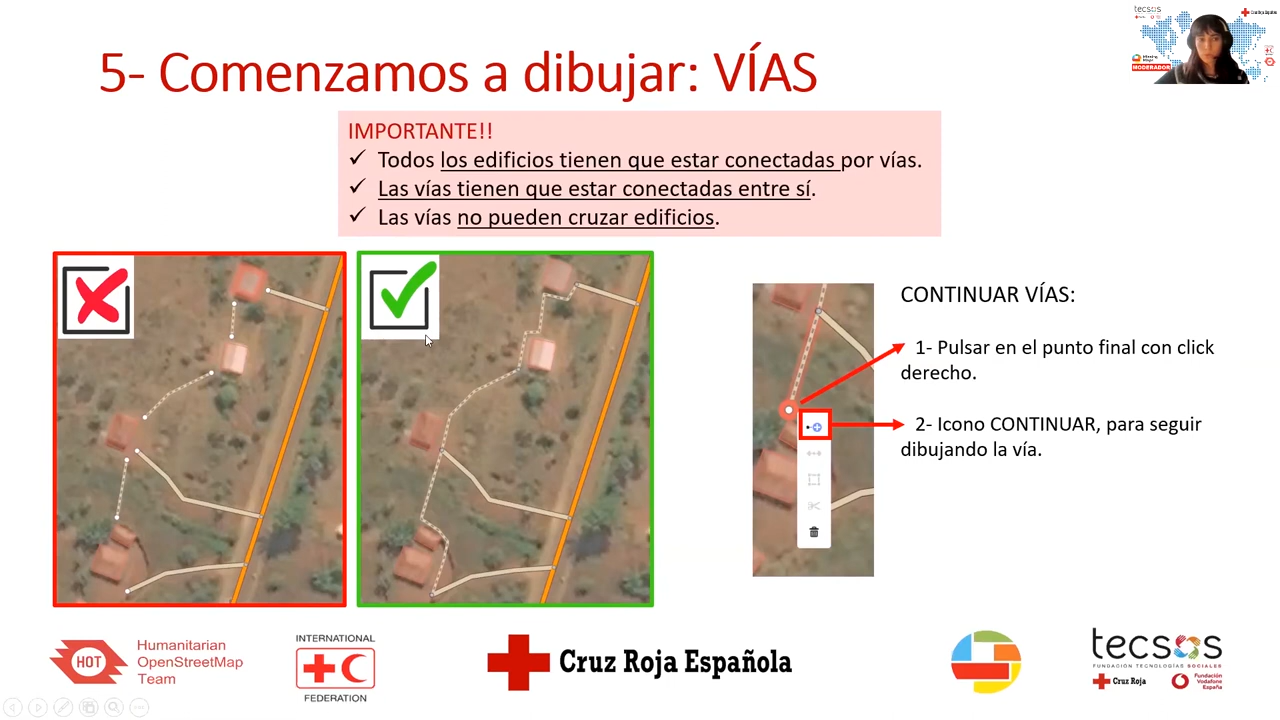 5- Comenzamos a dibujar: VÍAS
tecsos
Cruz Roja Española
MODERADOR
IMPORTANTE!!
✓ Todos los edificios tienen que estar conectadas por vías.
✓ Las vías tienen que estar conectadas entre sí.
✓ Las vías no pueden cruzar edificios.
CONTINUAR VÍAS:
1- Pulsar en el punto final con click
derecho.
2- Icono CONTINUAR, para seguir
dibujando la vía.
HOT
Humanitarian
OpenStreetMap
Team
INTERNATIONAL
FEDERATION
Cruz Roja Española
tecsos
FUNDACIÓN TECNOLOGÍAS SOCIALES
Cruz Roja
Fundación
Vodafone
España